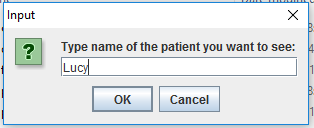 Input
Type name of the patient you want to see:
Lucy
OK
Cancel